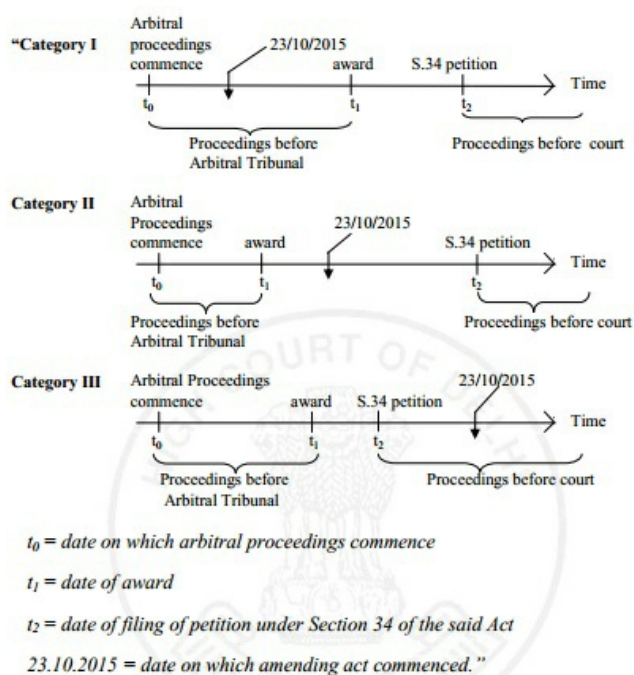 “Category I
Arbitral
proceedings
commence
23/10/2015
award
S.34 petition
Time
t0
t1
t2
Proceedings before
Arbitral Tribunal
Proceedings before court
Category II
Arbitral
Proceedings
commence
award
23/10/2015
S.34 petition
Time
t0
t1
t2
Proceedings before
Arbitral Tribunal
Proceedings before court
Category III
Arbitral Proceedings
commence
award
S.34 petition
23/10/2015
Time
t0
t1
t2
Proceedings before
Arbitral Tribunal
Proceedings before court
HIGH COURT OF DELHI
t0 = date on which arbitral proceedings commence
t1 = date of award
t2 = date of filing of petition under Section 34 of the said Act
23.10.2015 = date on which amending act commenced.”